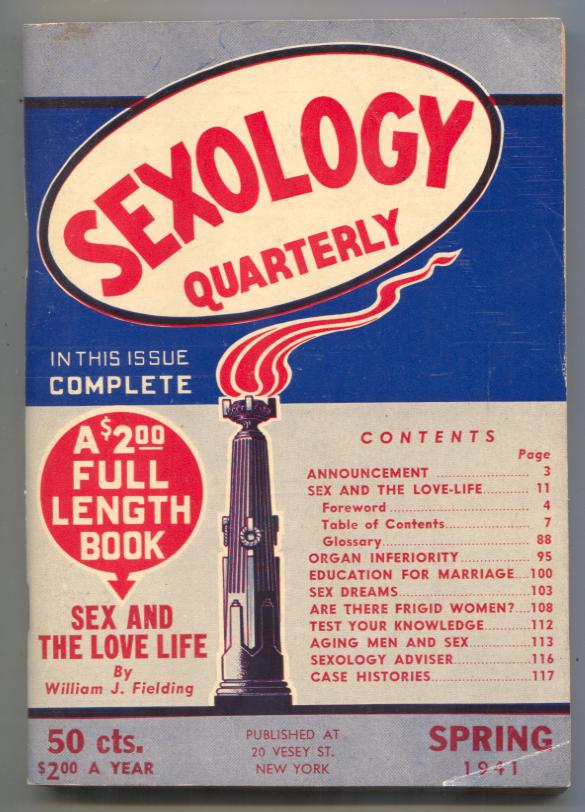 SEXOLOGY
QUARTERLY
IN THIS ISSUE
COMPLETE
A $2.00
FULL
LENGTH
BOOK
SEX AND
THE LOVE LIFE
By
William J. Fielding
CONTENTS
Page
ANNOUNCEMENT ................ 3
SEX AND THE LOVE-LIFE........ 11
Foreword ........................ 4
Table of Contents................ 7
Glossary........................ 88
ORGAN INFERIORITY............ 95
EDUCATION FOR MARRIAGE....100
SEX DREAMS....................103
ARE THERE FRIGID WOMEN?...108
TEST YOUR KNOWLEDGE........112
AGING MEN AND SEX...........113
SEXOLOGY ADVISER.............116
CASE HISTORIES................117
50 cts.
$2.00 A YEAR
PUBLISHED AT
20 VESEY ST.
NEW YORK
SPRING
1941